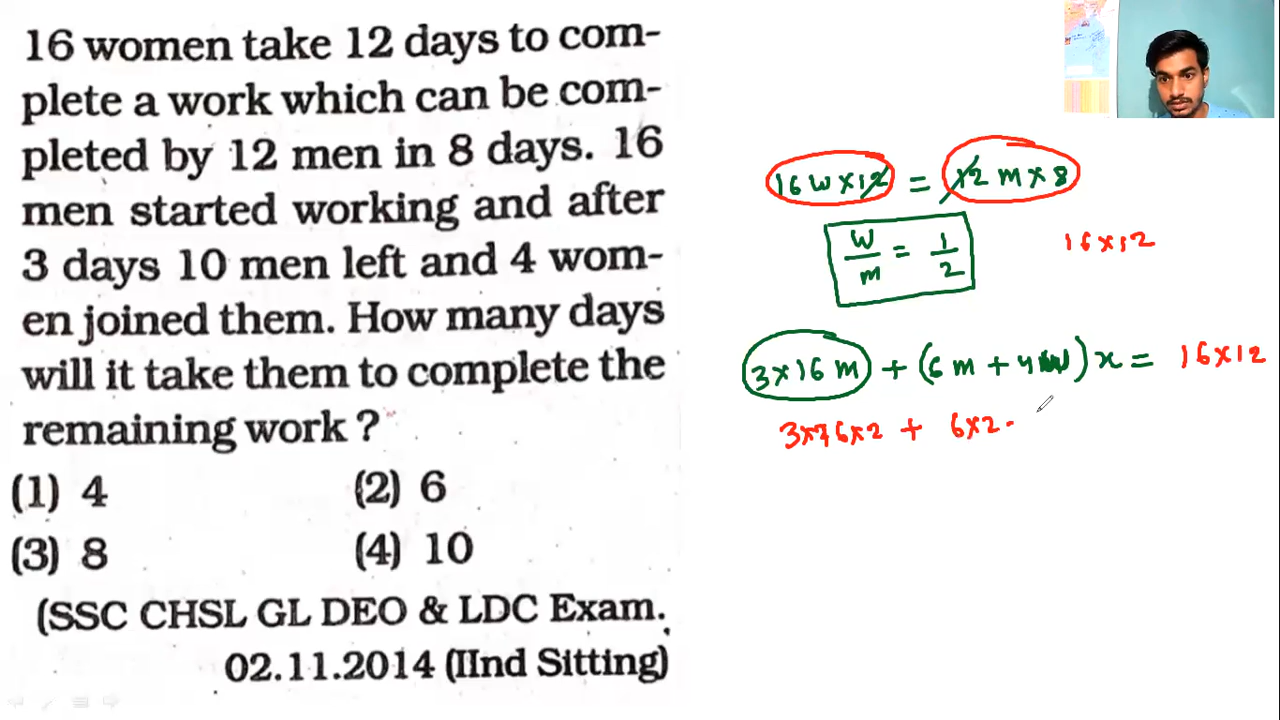 16 women take 12 days to com-
plete a work which can be com-
pleted by 12 men in 8 days. 16
men started working and after
3 days 10 men left and 4 wom-
en joined them. How many days
will it take them to complete the
remaining work ?
(1) 4 (2) 6
(3) 8 (4) 10
(SSC CHSL GL DEO & LDC Exam.
02.11.2014 (IInd Sitting)
16 W × 12 = 12 m × 8
W/m = 1/2
16×12
3×16 m + (6 m + 4W) x = 16×12
3×16×2 + 6×2